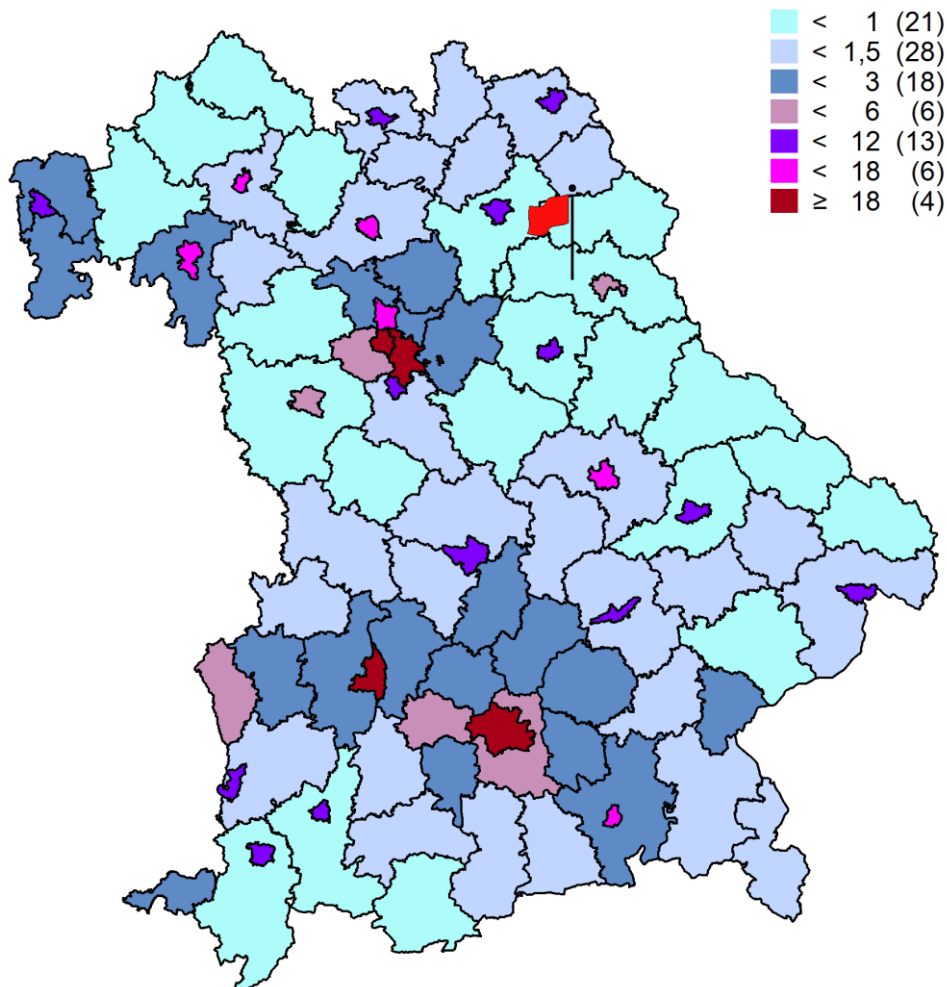 < 1 (21)
< 1,5 (28)
< 3 (18)
< 6 (6)
< 12 (13)
< 18 (6)
≥ 18 (4)